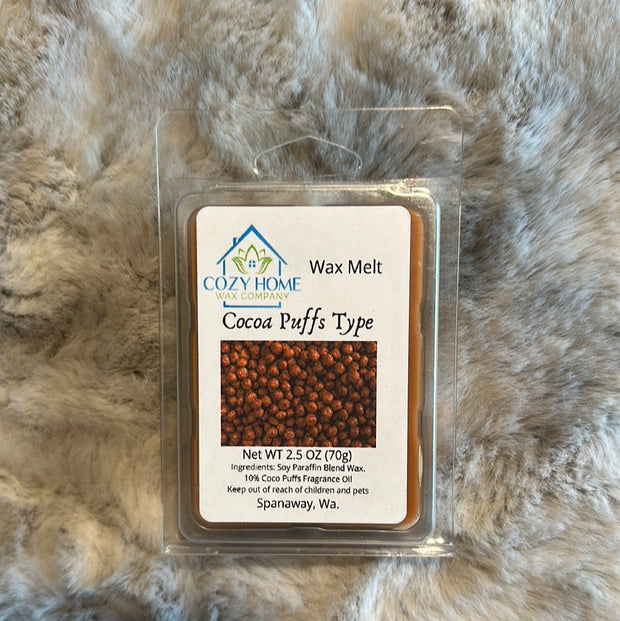 COZY HOME
WAX COMPANY
Wax Melt
Cocoa Puffs Type
Net WT 2.5 OZ (70g)
Ingredients: Soy Paraffin Blend Wax,
10% Coco Puffs Fragrance Oil
Keep out of reach of children and pets
Spanaway, Wa.